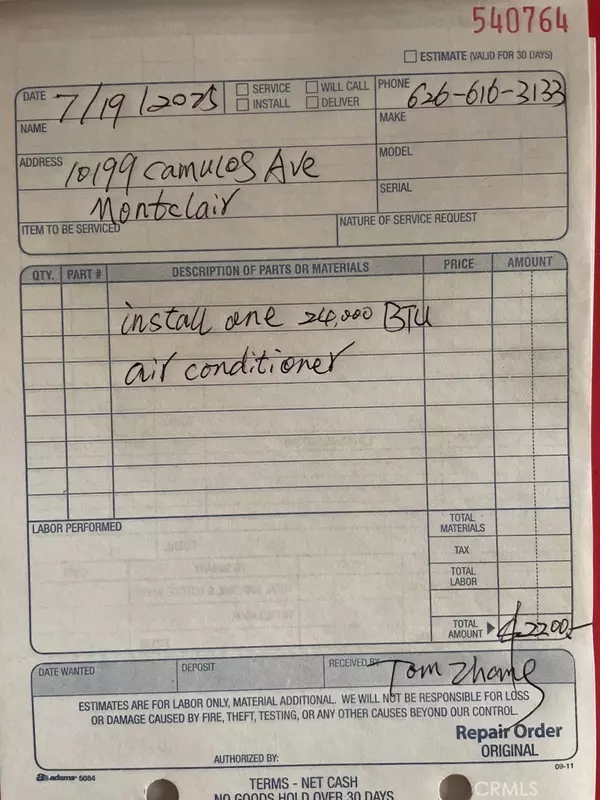 540764
ESTIMATE (VALID FOR 30 DAYS)
DATE 7/19/2025 SERVICE WILL CALL PHONE 626-616-3133
INSTALL DELIVER
NAME MAKE
ADDRESS 10199 Camulos Ave MODEL
Montclair SERIAL
ITEM TO BE SERVICED NATURE OF SERVICE REQUEST
QTY. PART # DESCRIPTION OF PARTS OR MATERIALS PRICE AMOUNT
install one 24,000 BTU
air conditioner
LABOR PERFORMED TOTAL MATERIALS
TAX
TOTAL LABOR
TOTAL AMOUNT $2200-
DATE WANTED DEPOSIT RECEIVED BY Tom Zhang
ESTIMATES ARE FOR LABOR ONLY, MATERIAL ADDITIONAL. WE WILL NOT BE RESPONSIBLE FOR LOSS
OR DAMAGE CAUSED BY FIRE, THEFT, TESTING, OR ANY OTHER CAUSES BEYOND OUR CONTROL.
Repair Order
ORIGINAL
AUTHORIZED BY:
adams 5084 09-11
TERMS - NET CASH
NO GOODS HELD OVER 30 DAYS
CRMLS